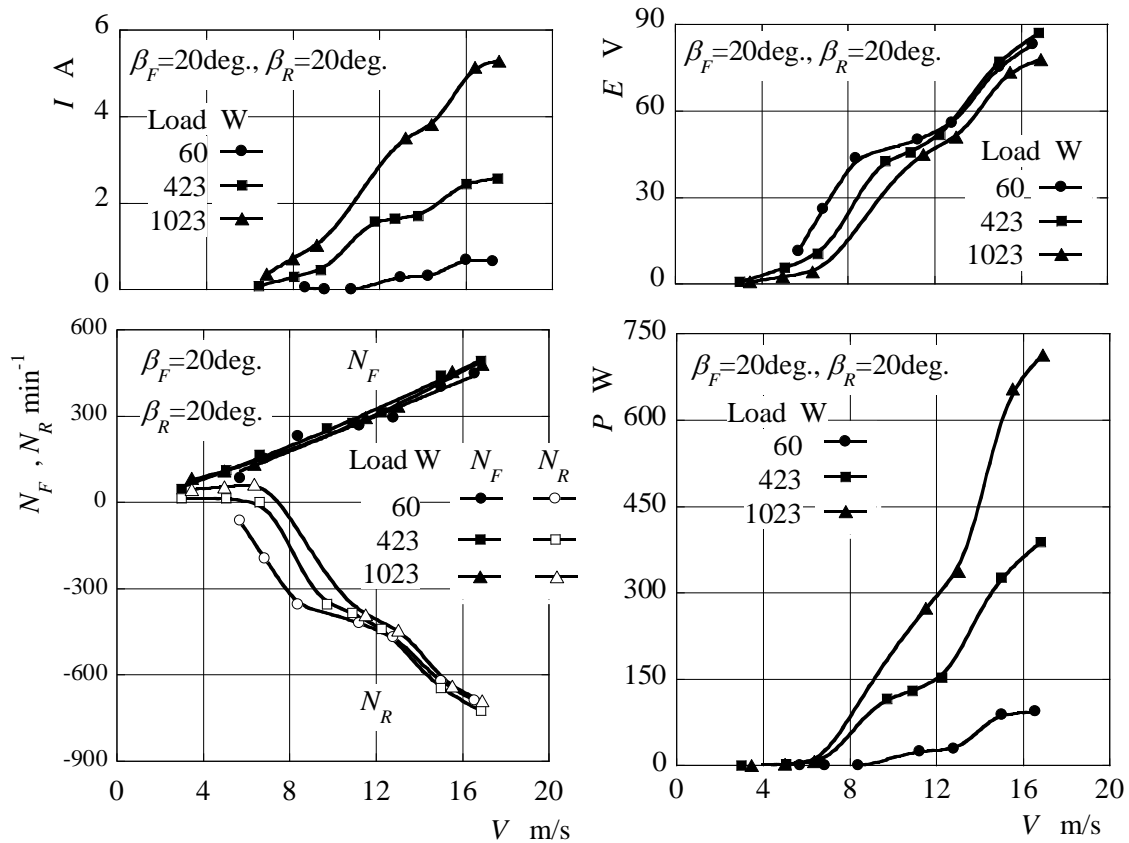 I A
6
4
2
0
β_F=20deg., β_R=20deg.
Load W
60
423
1023
E V
90
60
30
0
β_F=20deg., β_R=20deg.
Load W
60
423
1023
N_F , N_R min⁻¹
600
300
0
-300
-600
-900
β_F=20deg.
β_R=20deg.
N_F
Load W N_F N_R
60
423
1023
N_R
0 4 8 12 16 20
V m/s
P W
750
600
450
300
150
0
β_F=20deg., β_R=20deg.
Load W
60
423
1023
0 4 8 12 16 20
V m/s